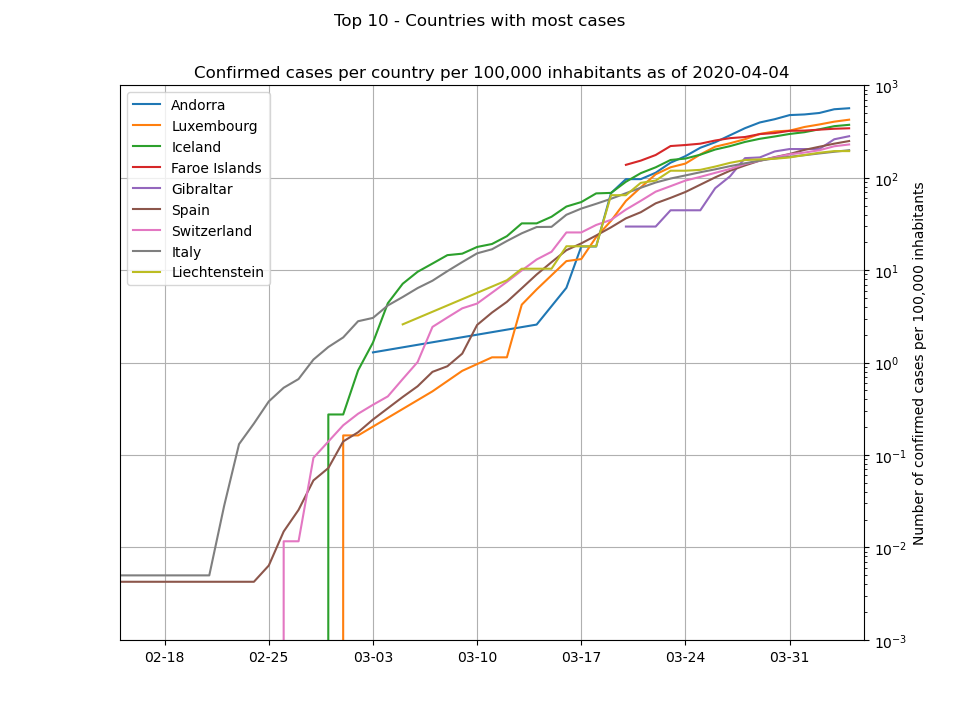 Top 10 - Countries with most cases
Confirmed cases per country per 100,000 inhabitants as of 2020-04-04
Andorra
Luxembourg
Iceland
Faroe Islands
Gibraltar
Spain
Switzerland
Italy
Liechtenstein
10³
10²
10¹
10⁰
10⁻¹
10⁻²
10⁻³
Number of confirmed cases per 100,000 inhabitants
02-18 02-25 03-03 03-10 03-17 03-24 03-31